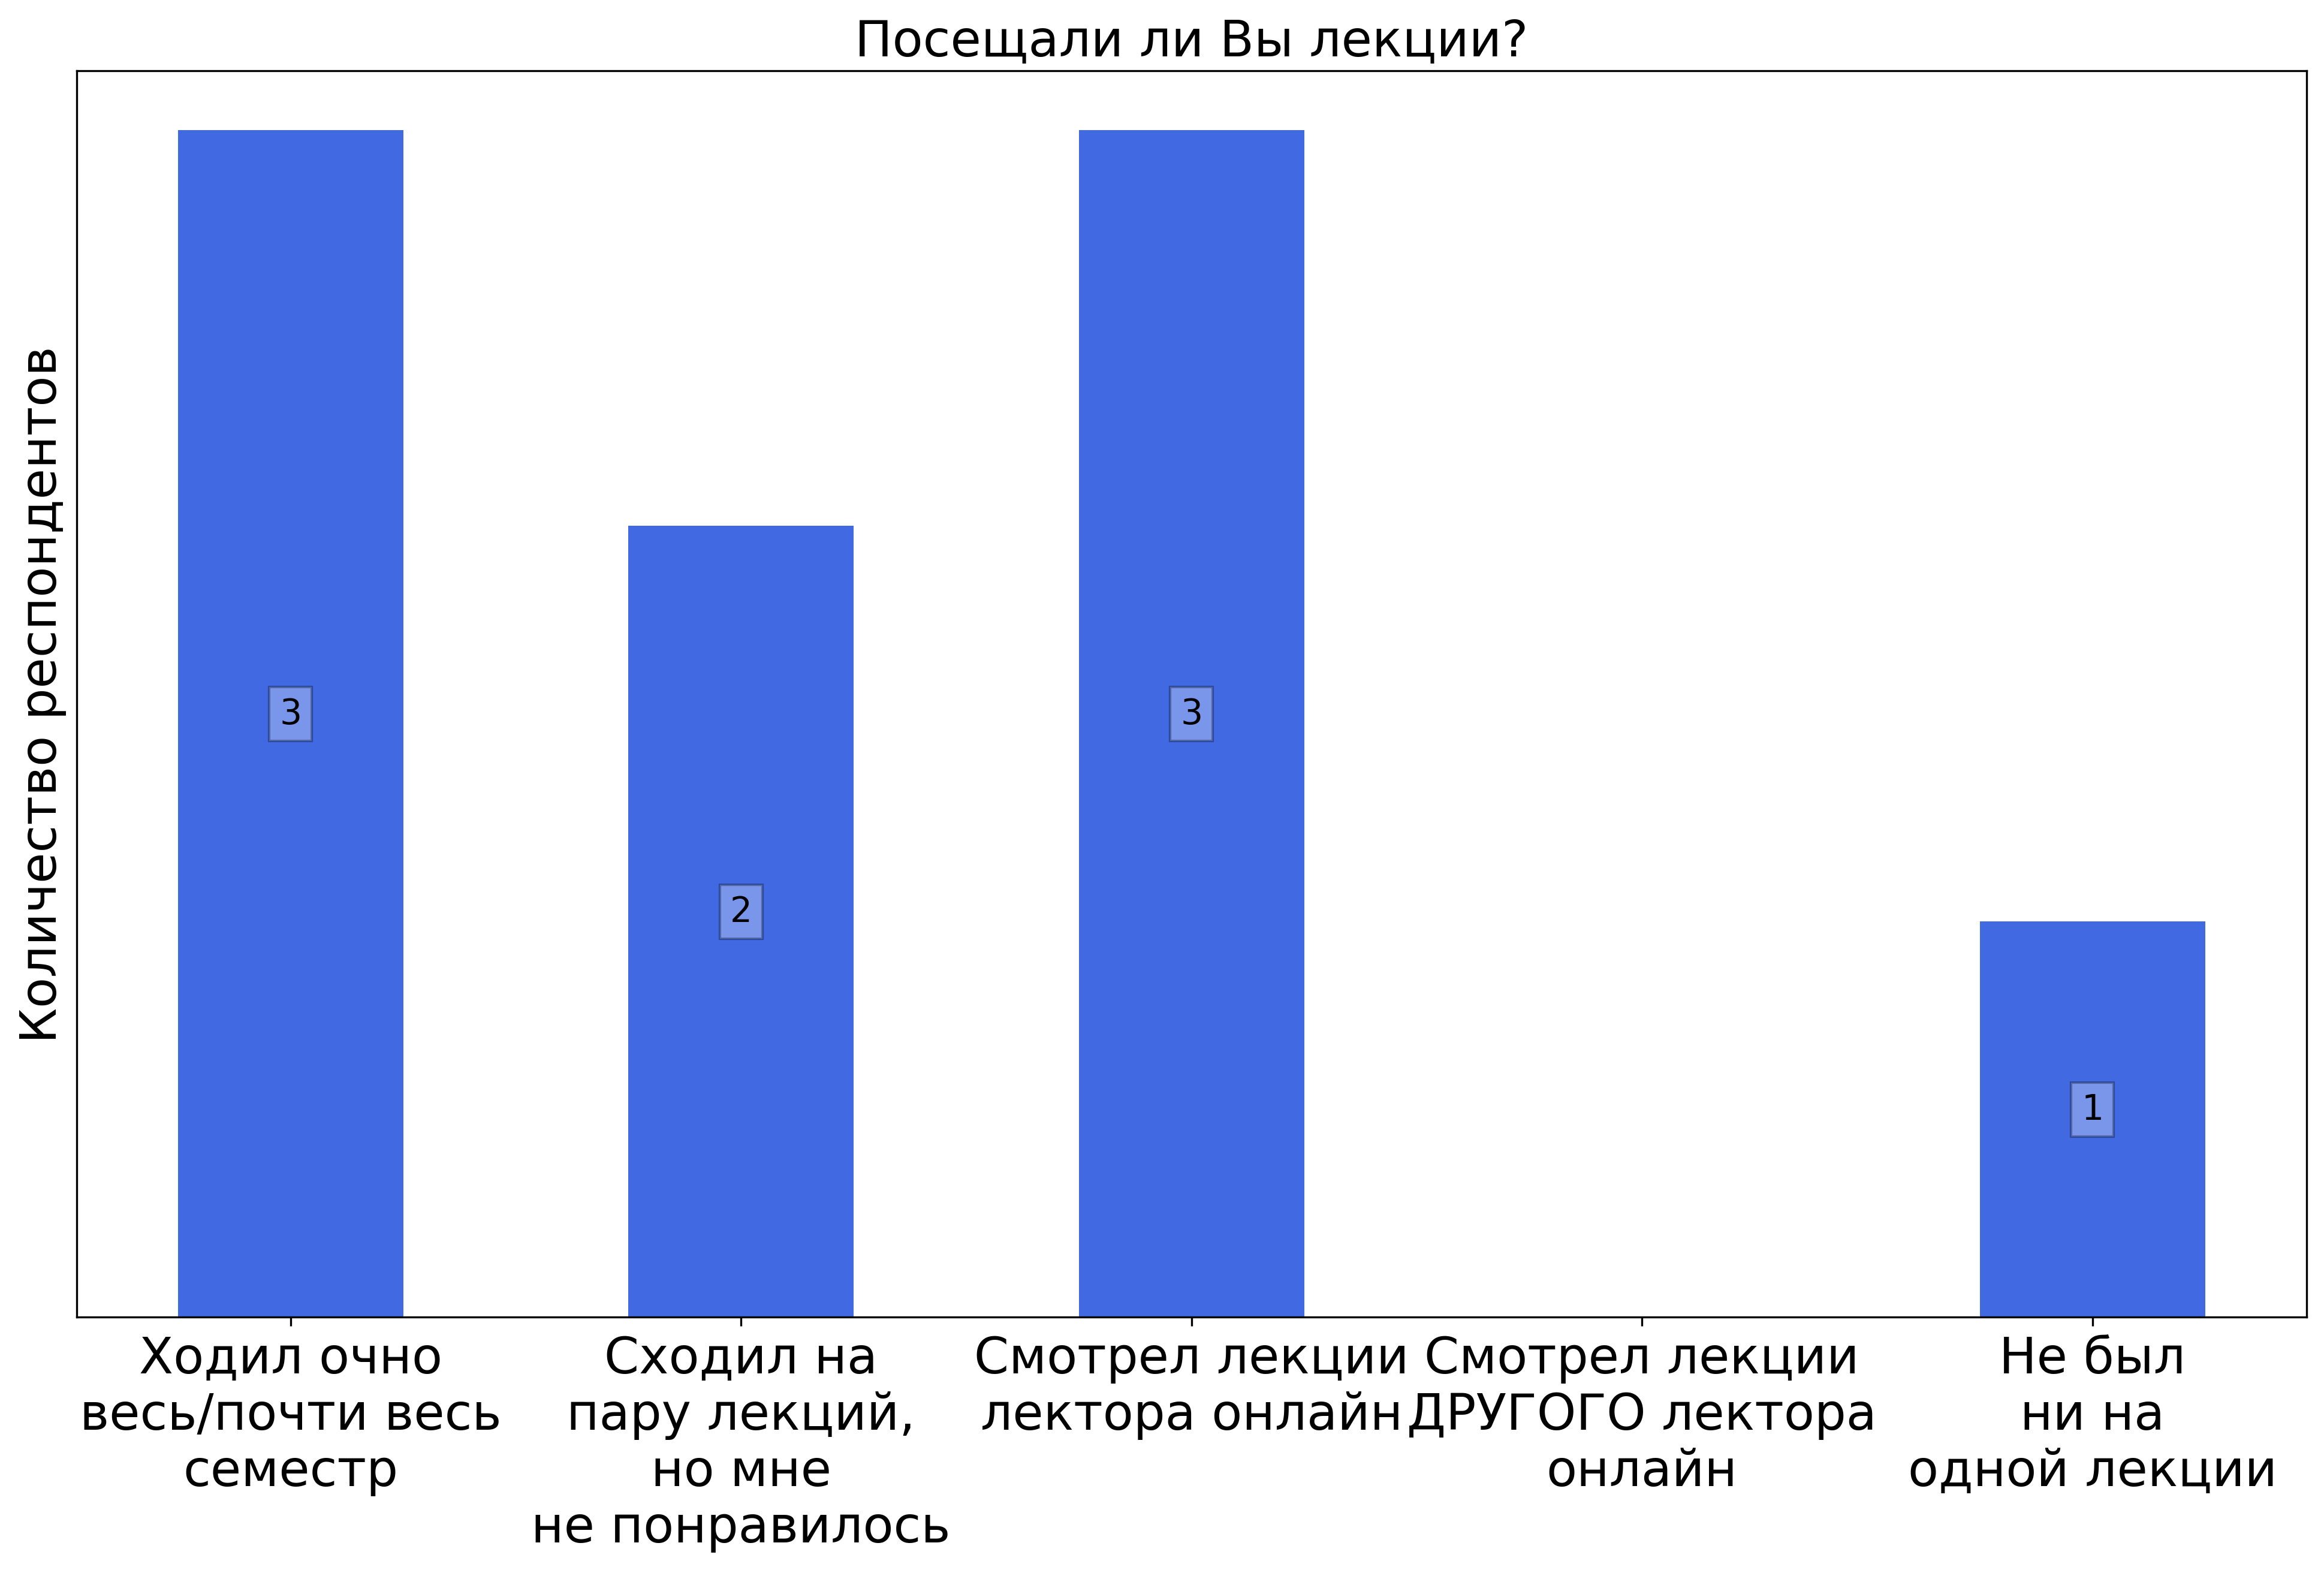 Посещали ли Вы лекции?
Количество респондентов
3
2
3
1
Ходил очно
весь/почти весь
семестр
Сходил на
пару лекций,
но мне
не понравилось
Смотрел лекции
лектора онлайн
Смотрел лекции
ДРУГОГО лектора
онлайн
Не был
ни на
одной лекции